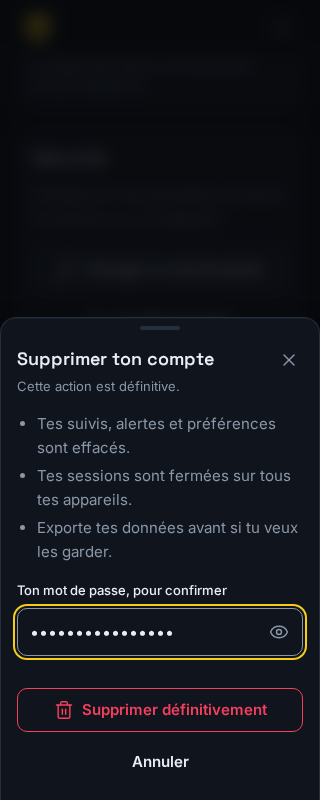 Supprimer ton compte
Cette action est définitive.
• Tes suivis, alertes et préférences
sont effacés.
• Tes sessions sont fermées sur tous
tes appareils.
• Exporte tes données avant si tu veux
les garder.
Ton mot de passe, pour confirmer
••••••••••••••••
Supprimer définitivement
Annuler